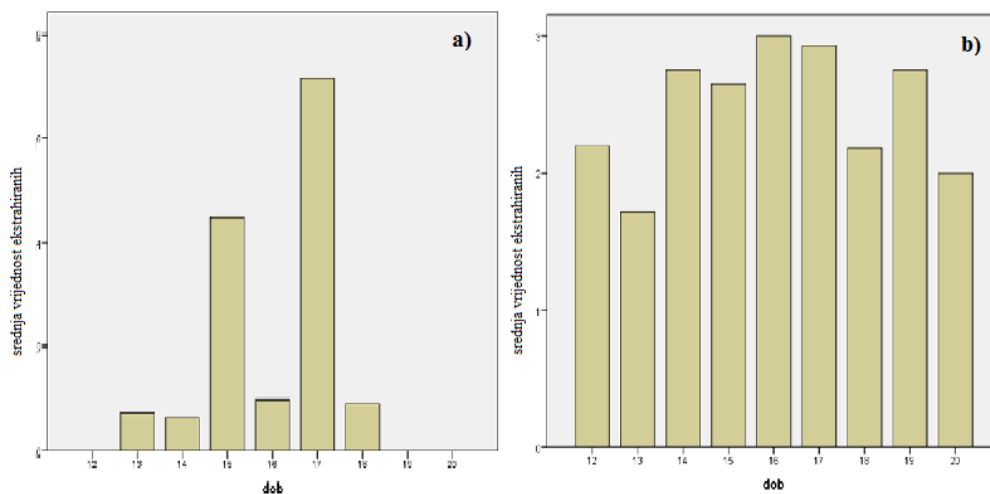 a)
srednja vrijednost ekstrahiranih
12 13 14 15 16 17 18 19 20
dob
b)
srednja vrijednost ekstrahiranih
3
2
1
0
12 13 14 15 16 17 18 19 20
dob